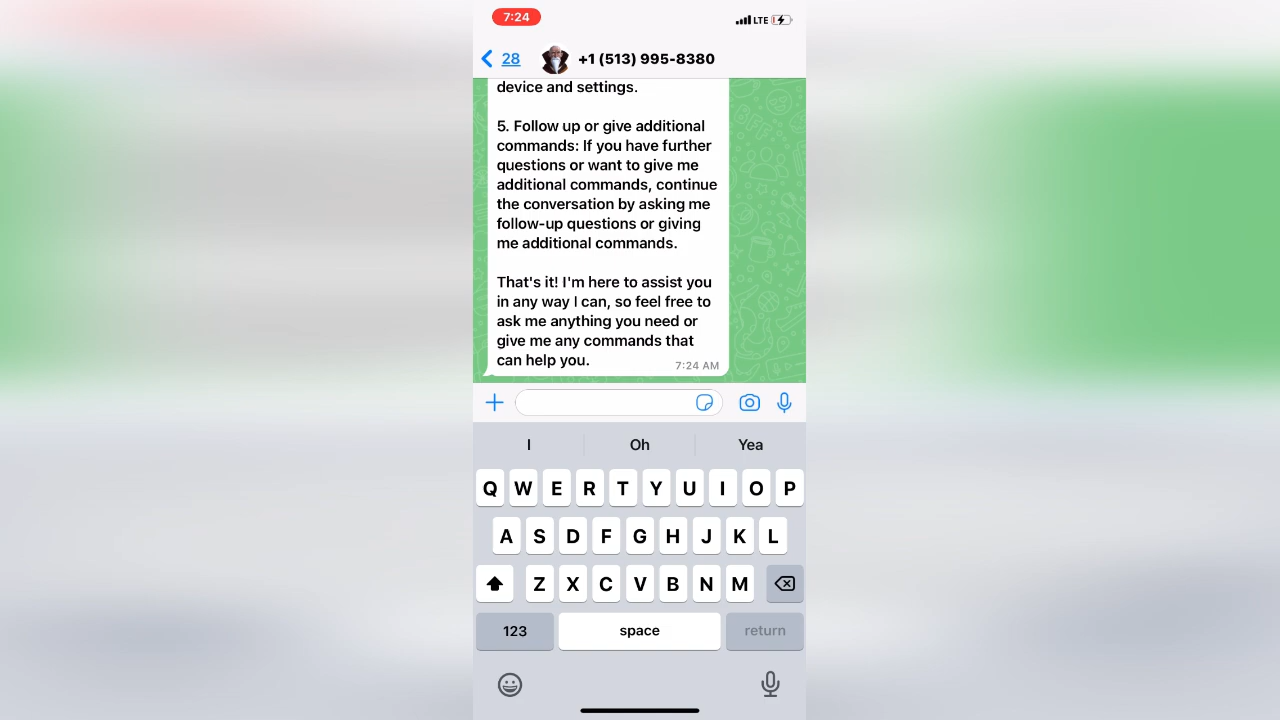 7:24
LTE
28
+1 (513) 995-8380
device and settings.
5. Follow up or give additional
commands: If you have further
questions or want to give me
additional commands, continue
the conversation by asking me
follow-up questions or giving
me additional commands.
That's it! I'm here to assist you
in any way I can, so feel free to
ask me anything you need or
give me any commands that
can help you.
7:24 AM
I Oh Yea
Q W E R T Y U I O P
A S D F G H J K L
Z X C V B N M
123 space return